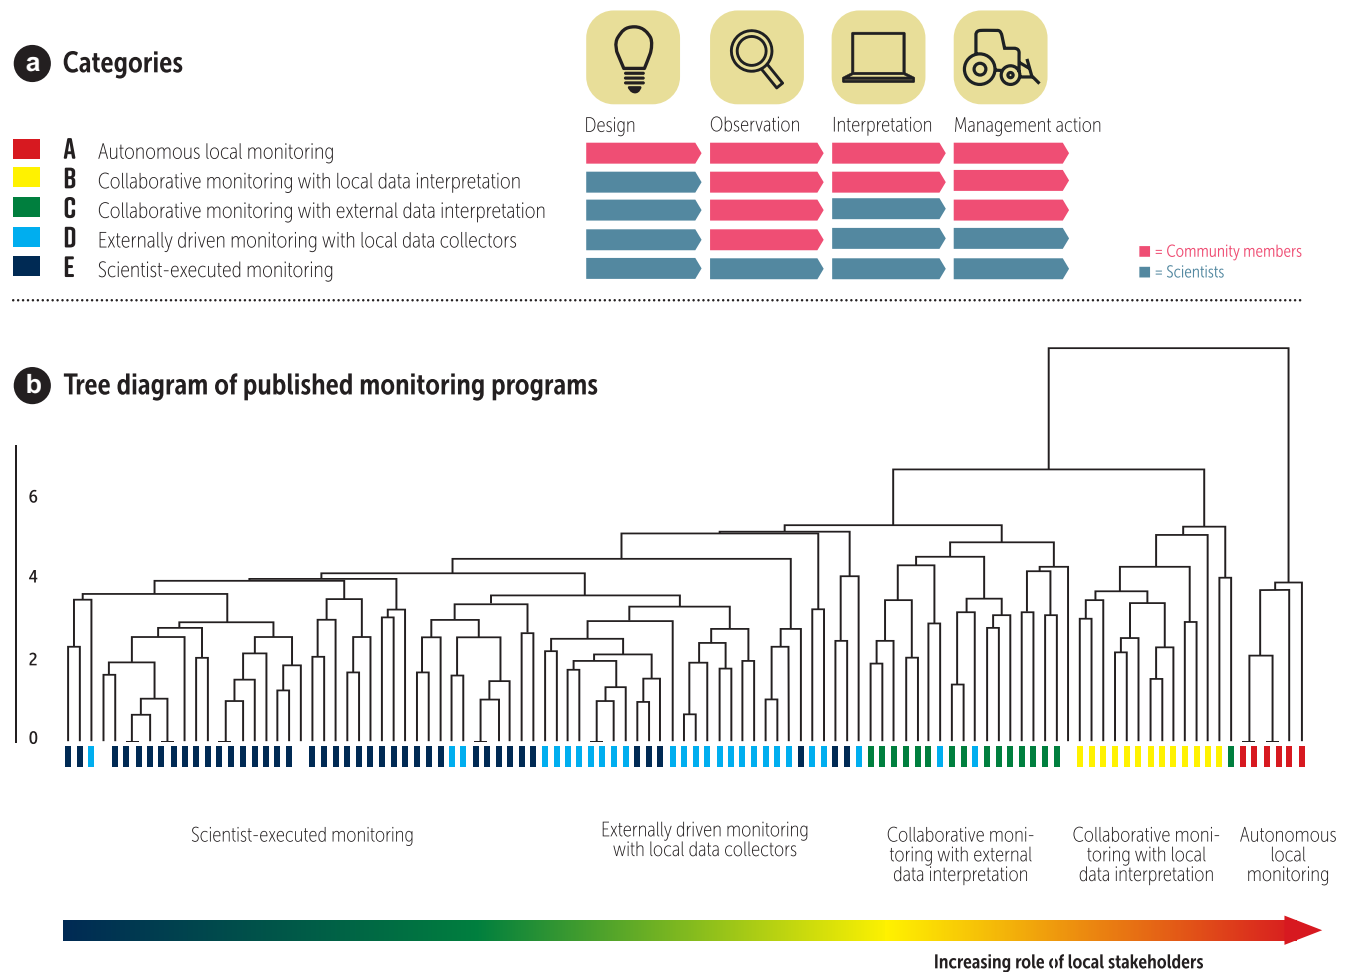 a Categories
Design
Observation
Interpretation
Management action
A Autonomous local monitoring
B Collaborative monitoring with local data interpretation
C Collaborative monitoring with external data interpretation
D Externally driven monitoring with local data collectors
E Scientist-executed monitoring
= Community members
= Scientists
b Tree diagram of published monitoring programs
6
4
2
0
Scientist-executed monitoring
Externally driven monitoring
with local data collectors
Collaborative moni-
toring with external
data interpretation
Collaborative moni-
toring with local
data interpretation
Autonomous
local
monitoring
Increasing role of local stakeholders